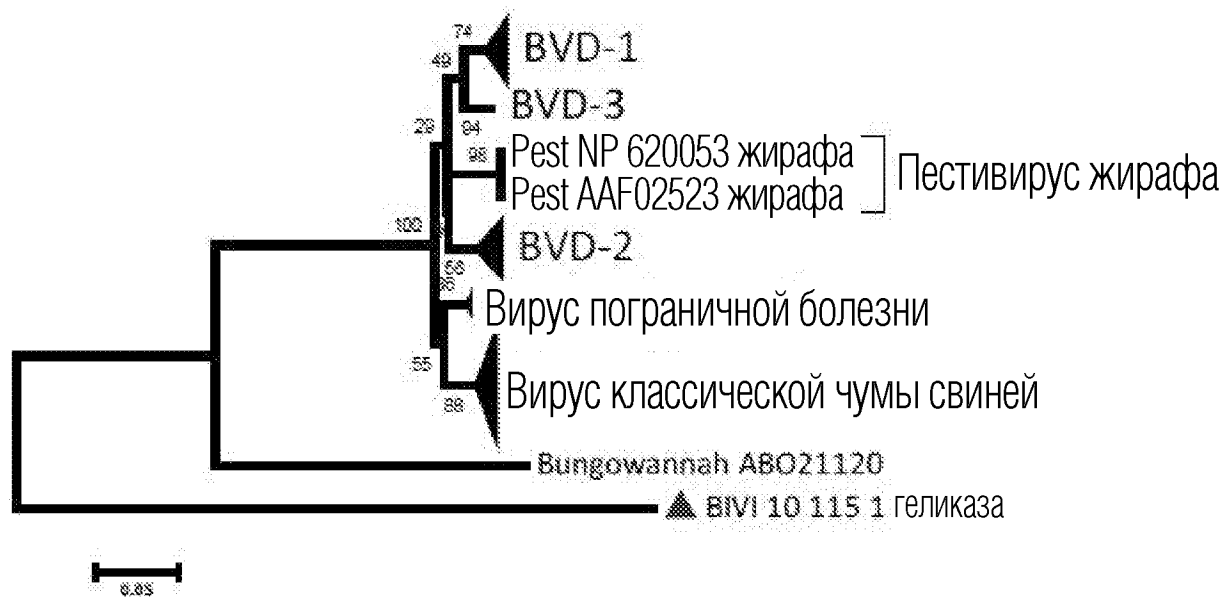 74
BVD-1
49
BVD-3
29
94
98
Pest NP 620053 жирафа
Pest AAF02523 жирафа
Пестивирус жирафа
100
BVD-2
56
Вирус пограничной болезни
55
Вирус классической чумы свиней
88
Bungowannah ABO21120
BIVI 10 115 1 геликаза
0.05